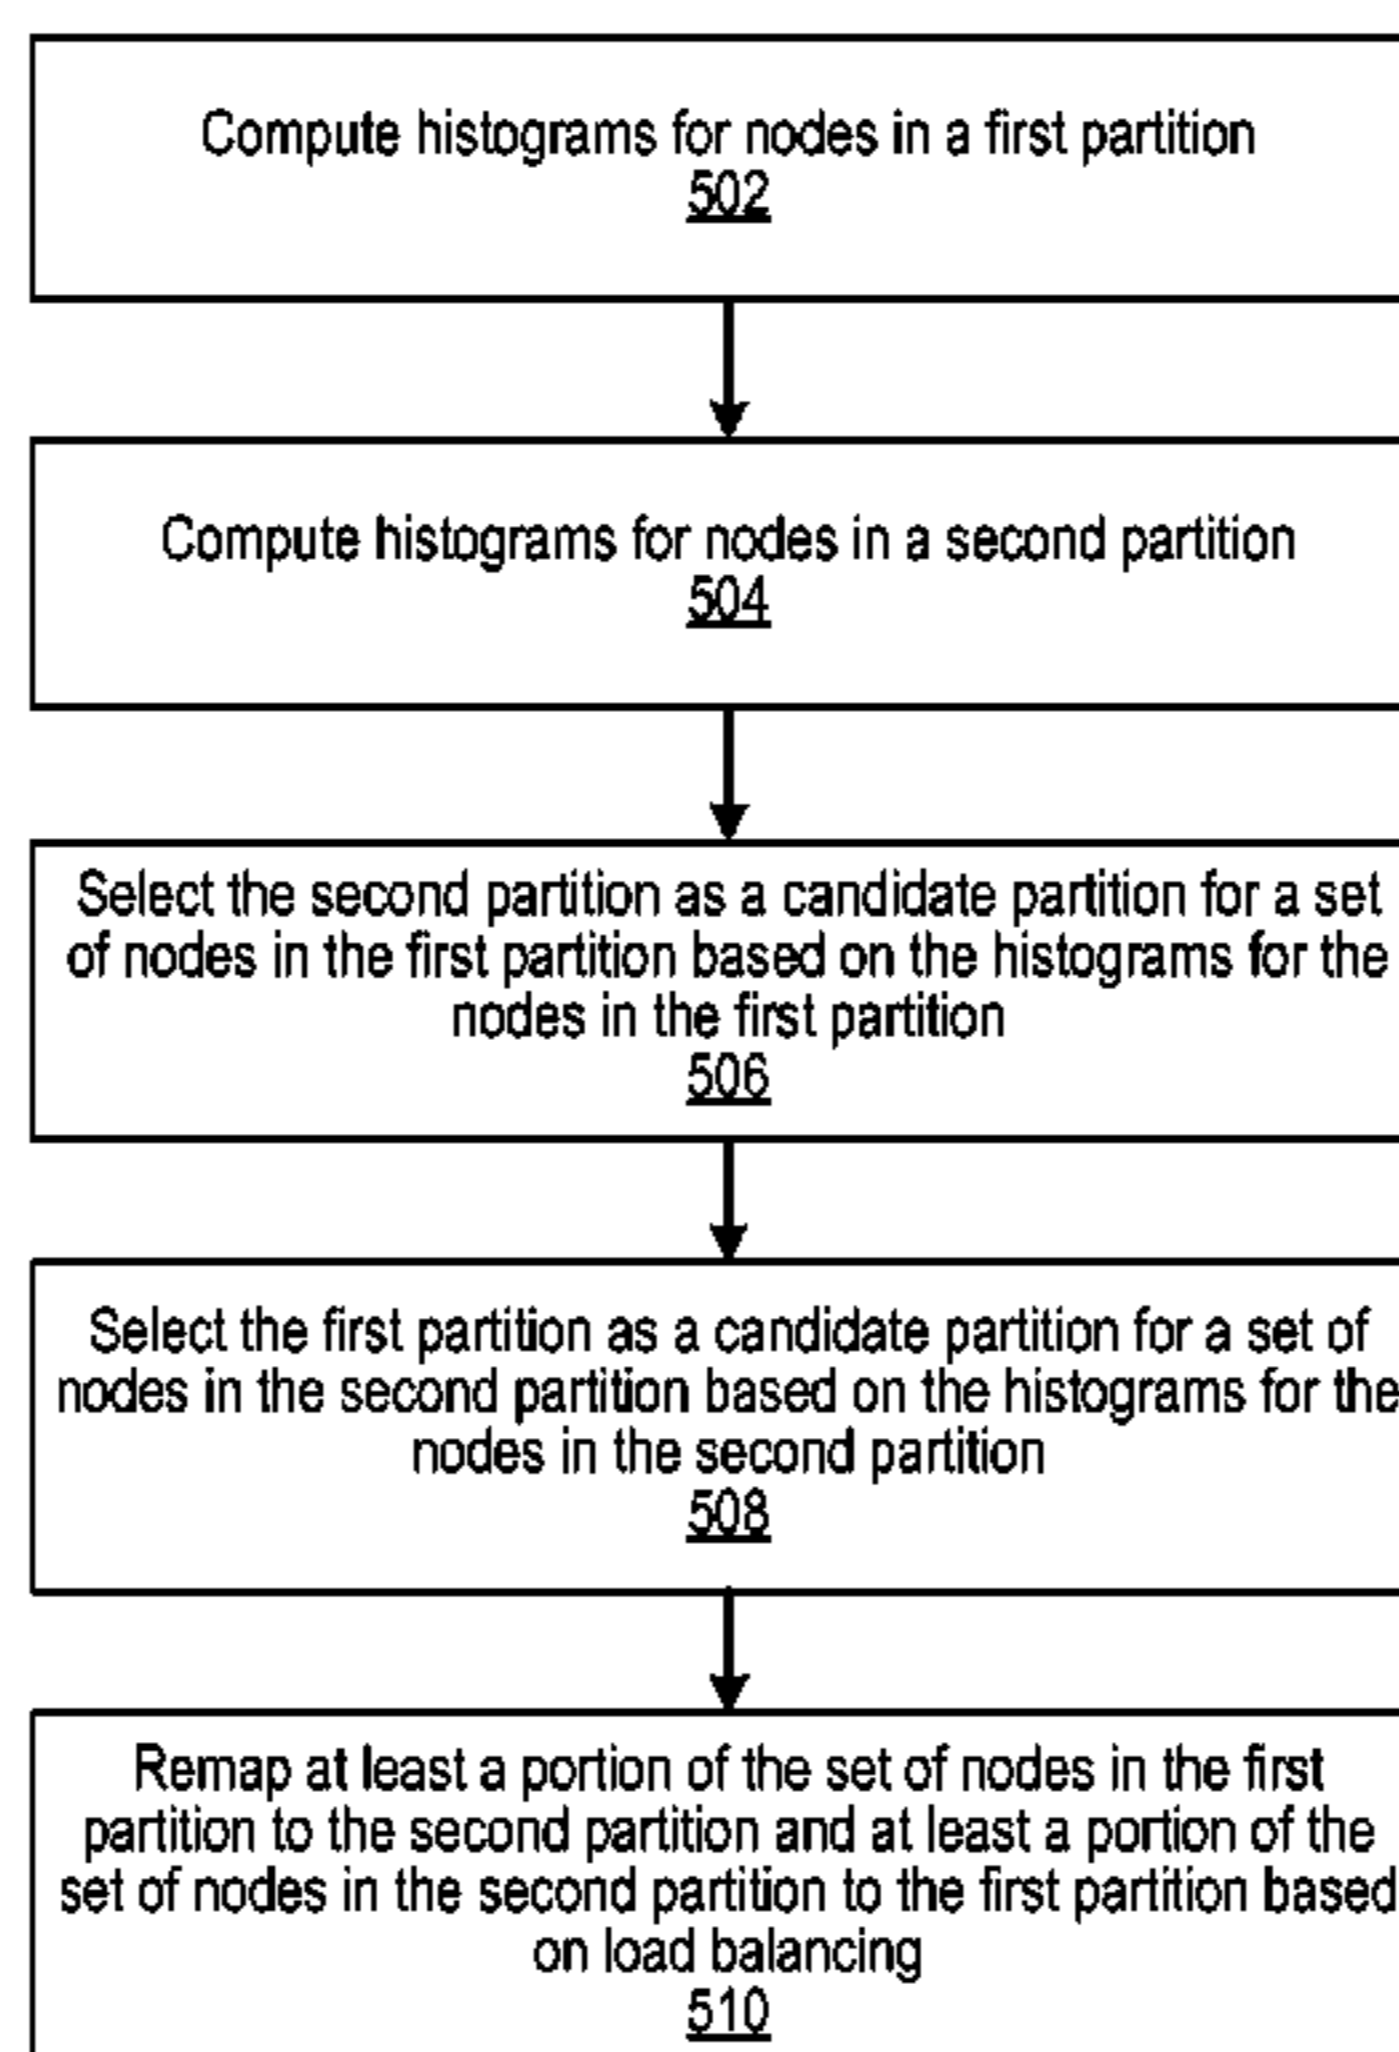 Compute histograms for nodes in a first partition
502
Compute histograms for nodes in a second partition
504
Select the second partition as a candidate partition for a set
of nodes in the first partition based on the histograms for the
nodes in the first partition
506
Select the first partition as a candidate partition for a set of
nodes in the second partition based on the histograms for the
nodes in the second partition
508
Remap at least a portion of the set of nodes in the first
partition to the second partition and at least a portion of the
set of nodes in the second partition to the first partition based
on load balancing
510